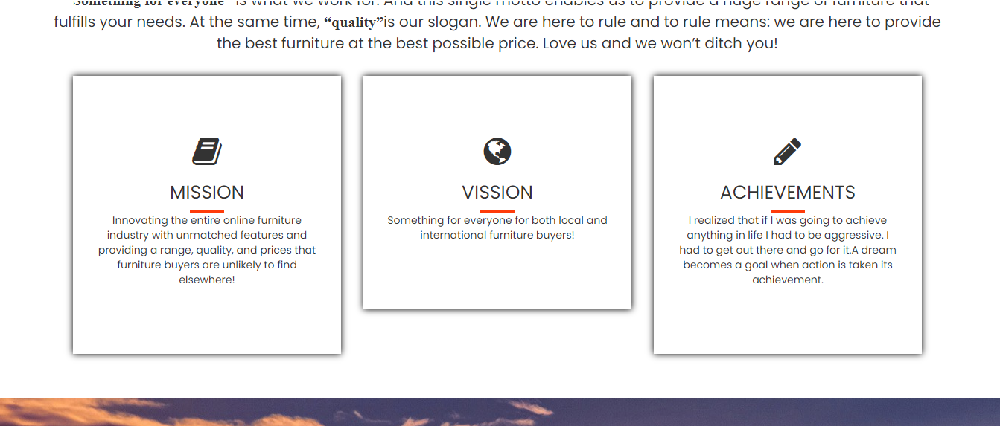 “Something for everyone” is what we work for. And this single motto enables us to provide a huge range of furniture that
fulfills your needs. At the same time, “quality”is our slogan. We are here to rule and to rule means: we are here to provide
the best furniture at the best possible price. Love us and we won’t ditch you!
MISSION
Innovating the entire online furniture
industry with unmatched features and
providing a range, quality, and prices that
furniture buyers are unlikely to find
elsewhere!
VISSION
Something for everyone for both local and
international furniture buyers!
ACHIEVEMENTS
I realized that if I was going to achieve
anything in life I had to be aggressive. I
had to get out there and go for it.A dream
becomes a goal when action is taken its
achievement.